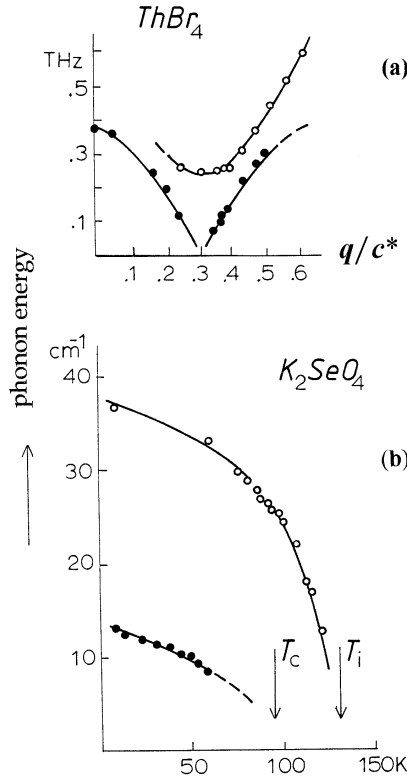 ThBr4
(a)
THz
.5
.3
.1
.1 .2 .3 .4 .5 .6
q/c*
phonon energy
cm-1
K2SeO4
40
(b)
30
20
Tc Ti
10
50 100 150K